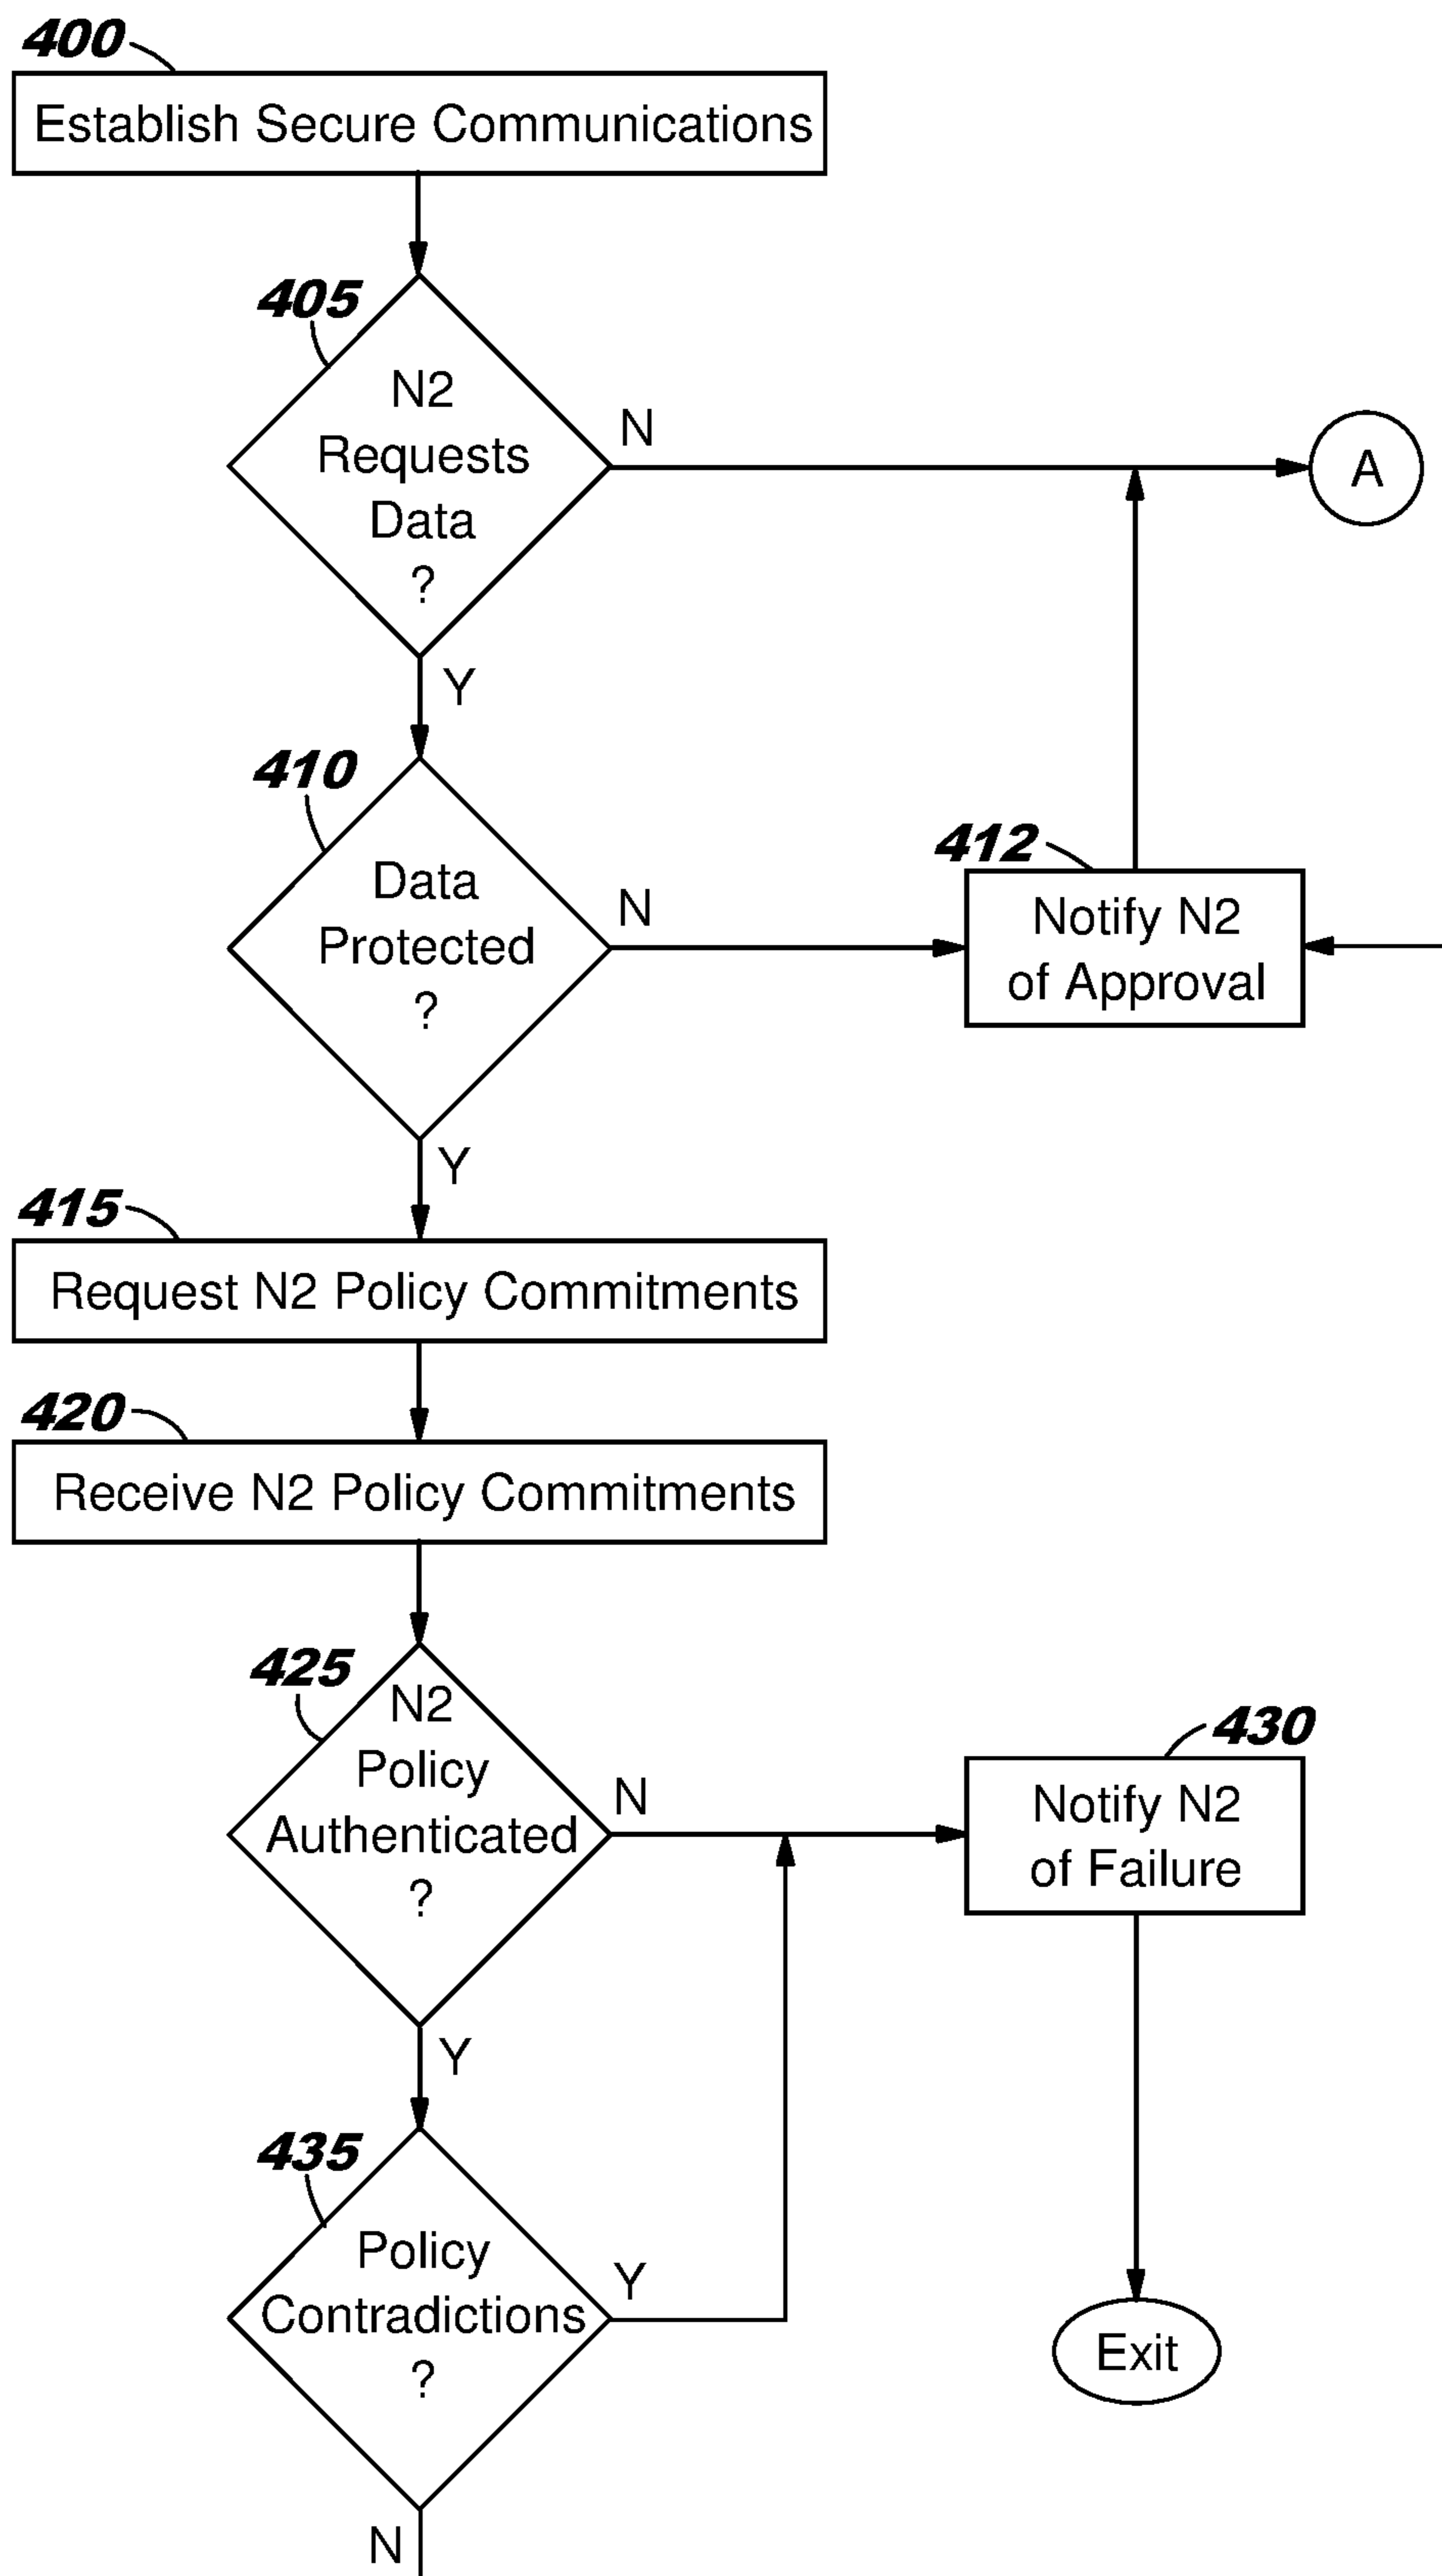 400
Establish Secure Communications
405
N2
Requests
Data
?
N
A
Y
410
Data
Protected
?
N
412
Notify N2
of Approval
Y
415
Request N2 Policy Commitments
420
Receive N2 Policy Commitments
425
N2
Policy
Authenticated
?
N
430
Notify N2
of Failure
Y
435
Policy
Contradictions
?
Y
Exit
N